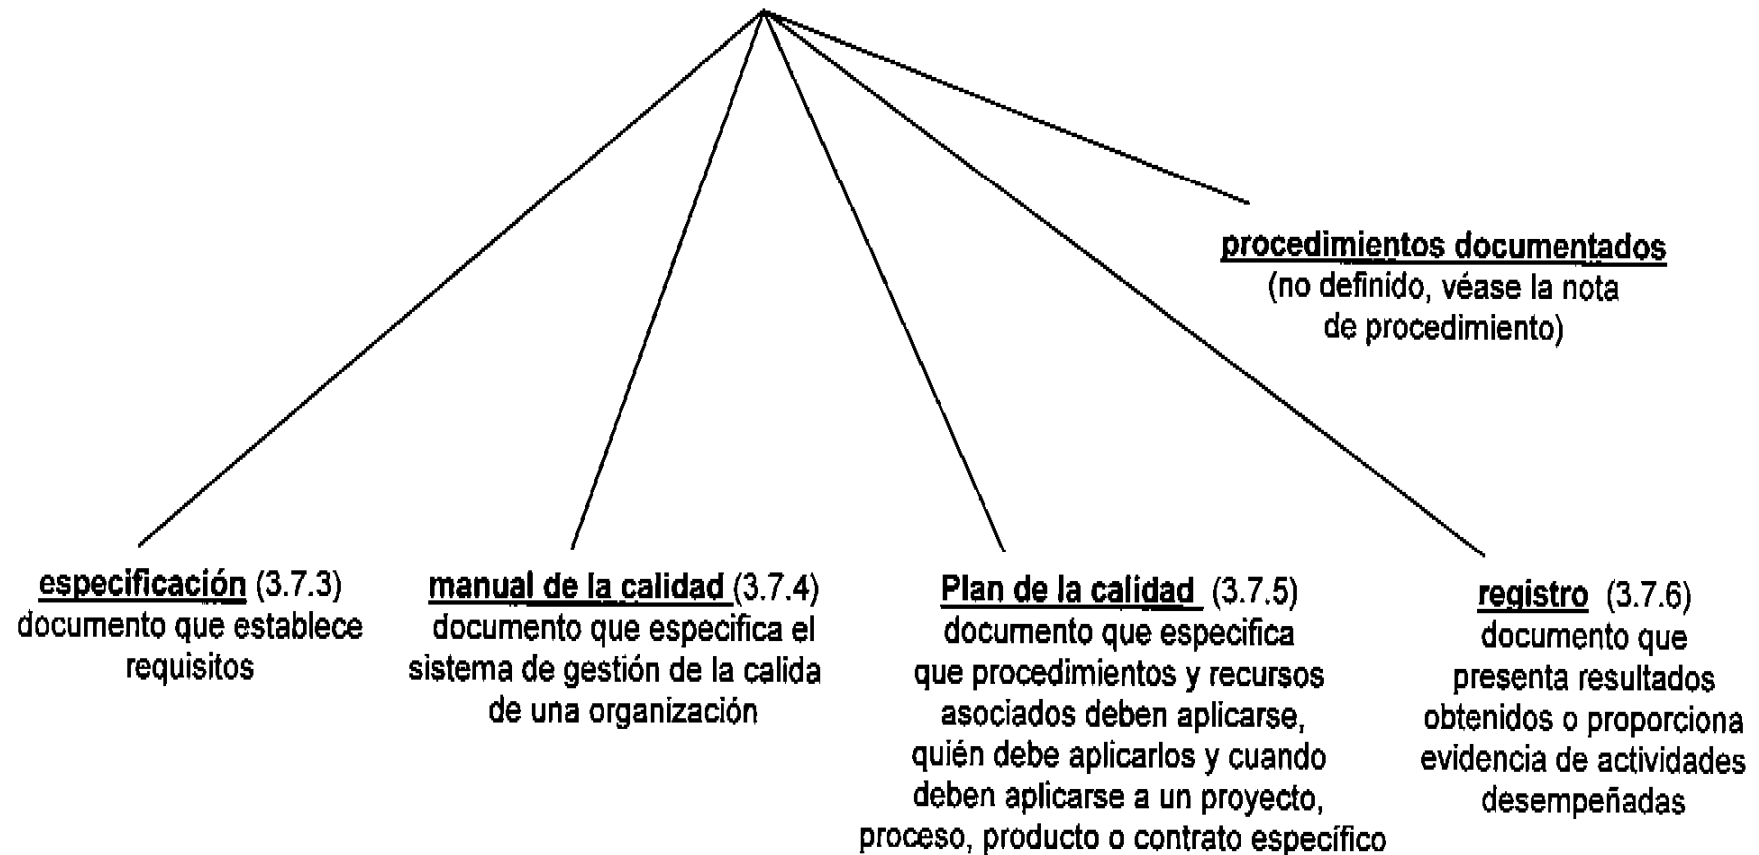 procedimientos documentados
(no definido, véase la nota
de procedimiento)
especificación (3.7.3)
documento que establece
requisitos
manual de la calidad (3.7.4)
documento que especifica el
sistema de gestión de la calida
de una organización
Plan de la calidad (3.7.5)
documento que especifica
que procedimientos y recursos
asociados deben aplicarse,
quién debe aplicarlos y cuando
deben aplicarse a un proyecto,
proceso, producto o contrato específico
registro (3.7.6)
documento que
presenta resultados
obtenidos o proporciona
evidencia de actividades
desempeñadas